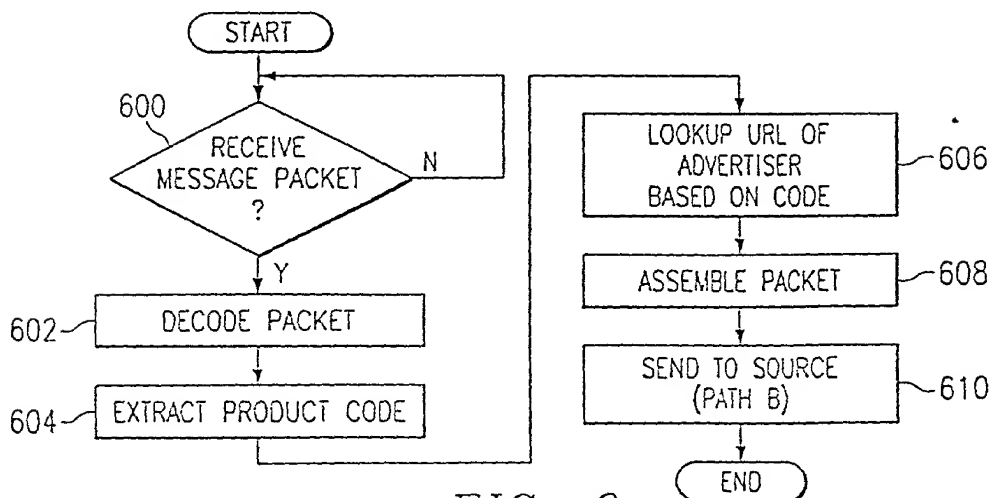 START
600
RECEIVE
MESSAGE PACKET
?
N
Y
602
DECODE PACKET
604
EXTRACT PRODUCT CODE
LOOKUP URL OF
ADVERTISER
BASED ON CODE
606
ASSEMBLE PACKET
608
SEND TO SOURCE
(PATH B)
610
END